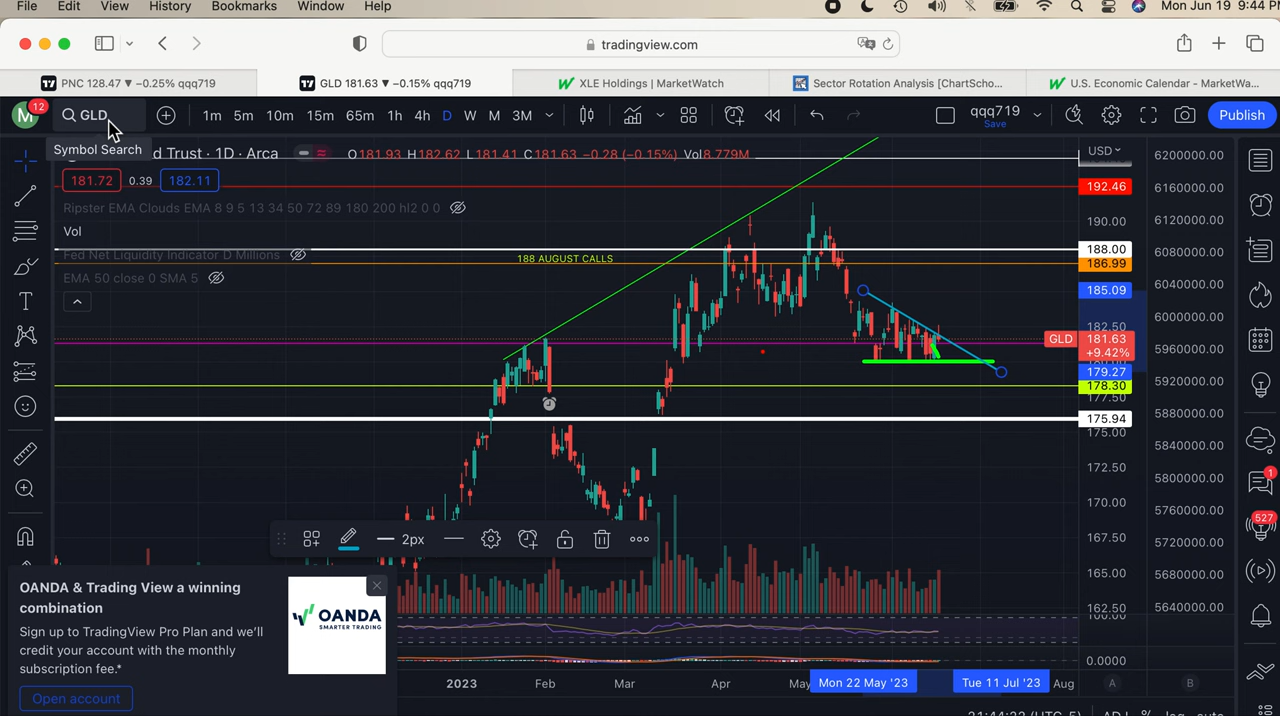 File Edit View History Bookmarks Window Help Mon Jun 19 9:44 PM
tradingview.com
PNC 128.47 ▼ −0.25% qqq719 GLD 181.63 ▼ −0.15% qqq719 XLE Holdings | MarketWatch Sector Rotation Analysis [ChartScho... U.S. Economic Calendar - MarketWa...
M 12 GLD 1m 5m 10m 15m 65m 1h 4h D W M 3M qqq719 Save Publish
Symbol Search
d Trust · 1D · Arca O181.93 H182.62 L181.41 C181.63 −0.28 (−0.15%) Vol8.779M
USD
181.72 0.39 182.11
Ripster EMA Clouds EMA 8 9 5 13 34 50 72 89 180 200 hl2 0 0
Vol
Fed Net Liquidity Indicator D Millions
EMA 50 close 0 SMA 5
188 AUGUST CALLS
192.46
190.00
188.00
186.99
185.09
182.50
GLD 181.63
+9.42%
179.27
178.30
177.50
175.94
175.00
172.50
170.00
167.50
165.00
162.50
0.0000
6200000.00
6160000.00
6120000.00
6080000.00
6040000.00
6000000.00
5960000.00
5920000.00
5880000.00
5840000.00
5800000.00
5760000.00
5720000.00
5680000.00
5640000.00
1
527
2px
OANDA & Trading View a winning
combination
Sign up to TradingView Pro Plan and we'll
credit your account with the monthly
subscription fee.*
Open account
OANDA
SMARTER TRADING
2023 Feb Mar Apr May Mon 22 May '23 Tue 11 Jul '23 Aug A B